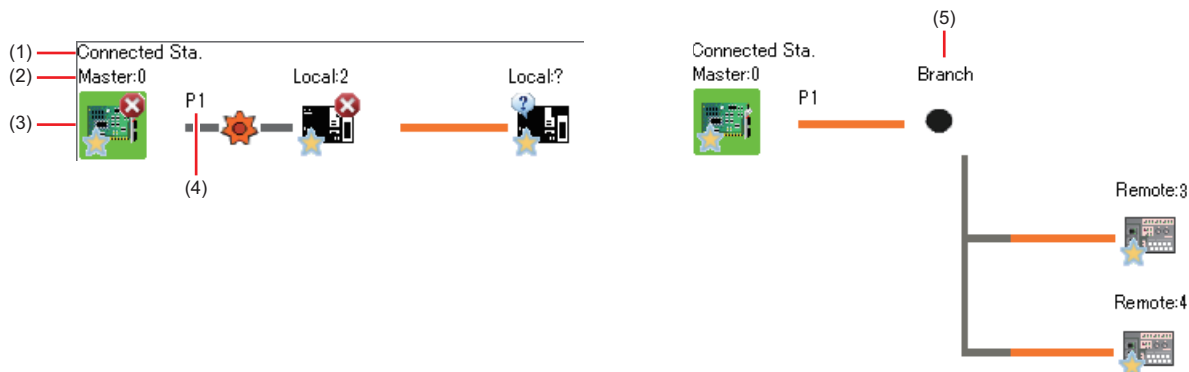 (1)
Connected Sta.
(2)
Master:0
Local:2
Local:?
(3)
P1
?
(4)
(5)
Connected Sta.
Master:0
Branch
P1
Remote:3
Remote:4